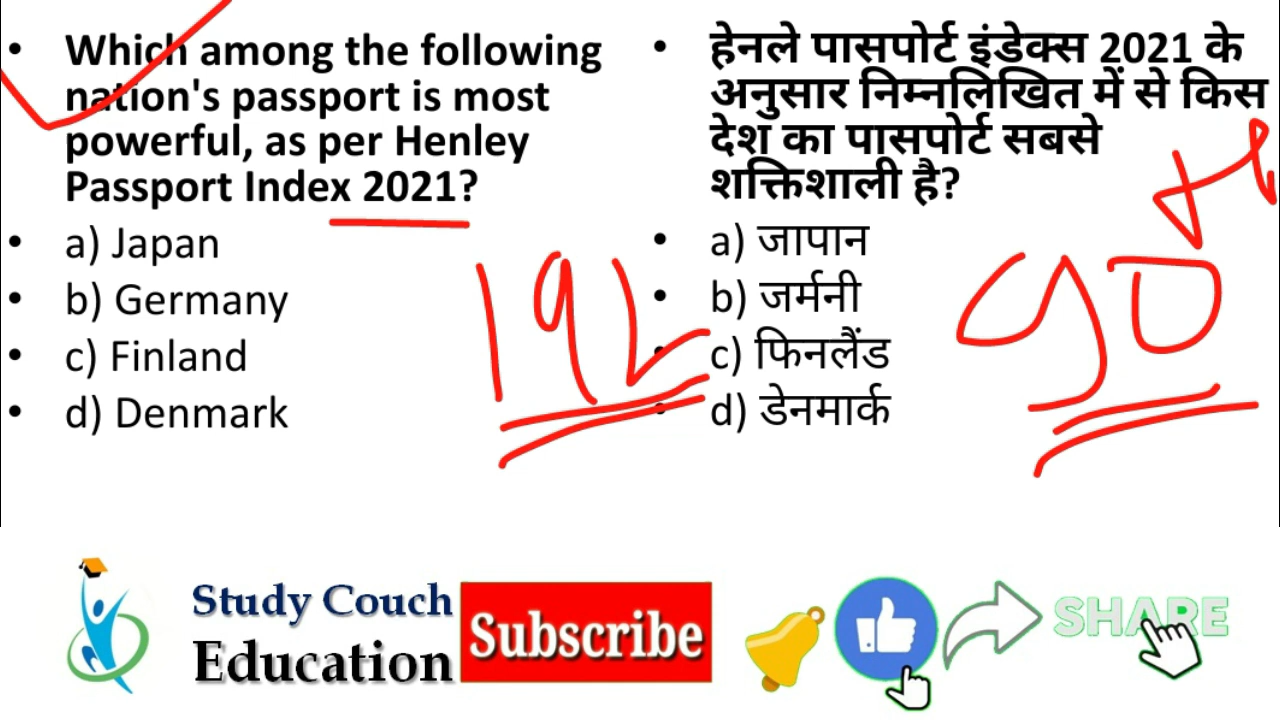 • Which among the following
nation's passport is most
powerful, as per Henley
Passport Index 2021?
• a) Japan
• b) Germany
• c) Finland
• d) Denmark
• हेनले पासपोर्ट इंडेक्स 2021 के
अनुसार निम्नलिखित में से किस
देश का पासपोर्ट सबसे
शक्तिशाली है?
• a) जापान
• b) जर्मनी
• c) फिनलैंड
• d) डेनमार्क
192
90
Study Couch
Education
Subscribe
SHARE